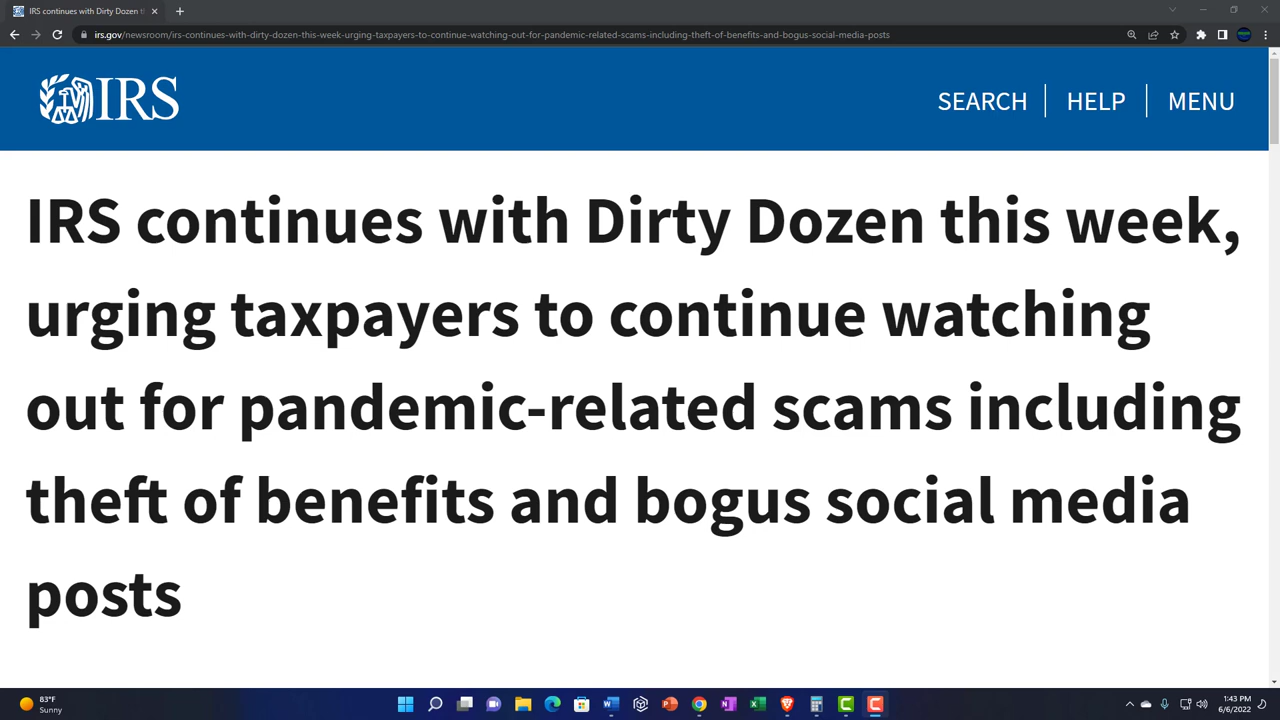 IRS continues with Dirty Dozen t
irs.gov/newsroom/irs-continues-with-dirty-dozen-this-week-urging-taxpayers-to-continue-watching-out-for-pandemic-related-scams-including-theft-of-benefits-and-bogus-social-media-posts
IRS
SEARCH HELP MENU
IRS continues with Dirty Dozen this week,
urging taxpayers to continue watching
out for pandemic-related scams including
theft of benefits and bogus social media
posts
83°F
Sunny
1:43 PM
6/6/2022